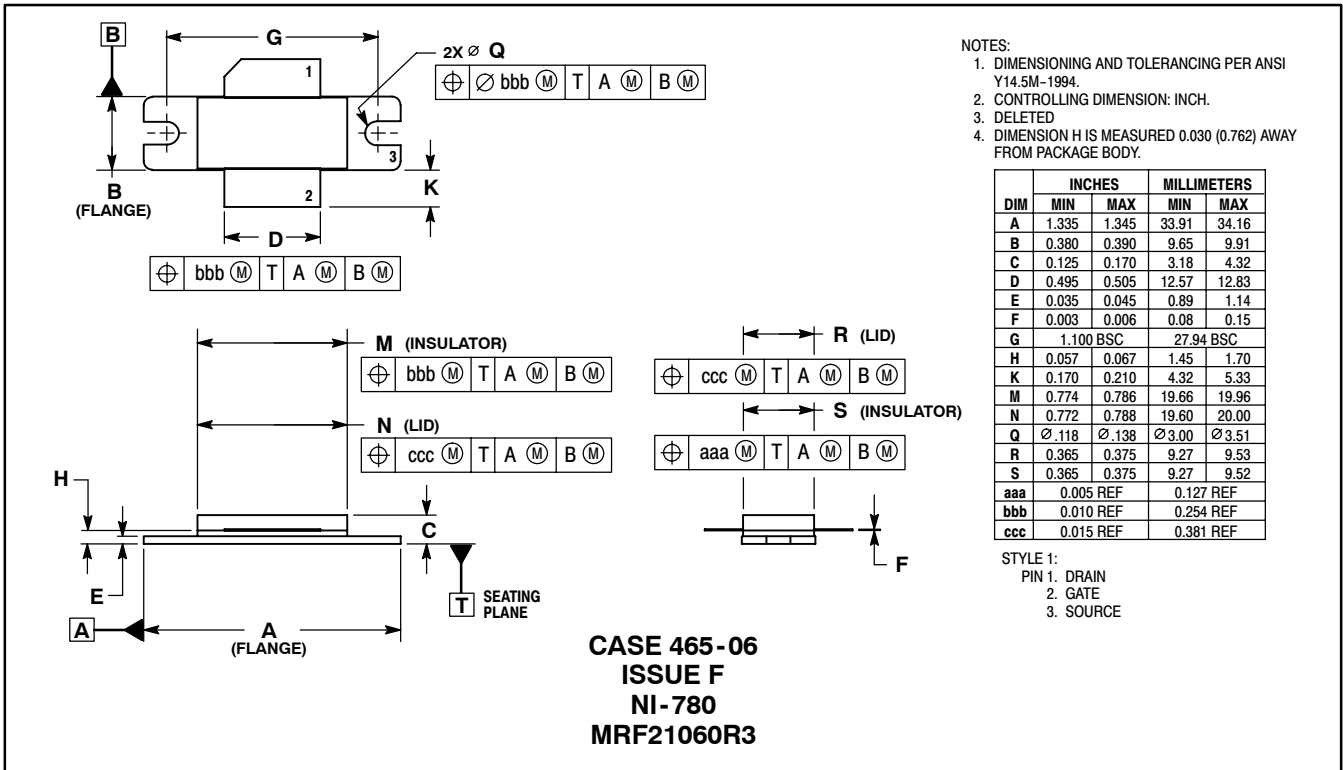 B
G
2X ⌀ Q
⌖ ⌀ bbb Ⓜ T A Ⓜ B Ⓜ
1
3
2
B
(FLANGE)
K
D
⌖ bbb Ⓜ T A Ⓜ B Ⓜ
M (INSULATOR)
⌖ bbb Ⓜ T A Ⓜ B Ⓜ
N (LID)
⌖ ccc Ⓜ T A Ⓜ B Ⓜ
R (LID)
⌖ ccc Ⓜ T A Ⓜ B Ⓜ
S (INSULATOR)
⌖ aaa Ⓜ T A Ⓜ B Ⓜ
H
C
E
F
T SEATING
PLANE
A
A
(FLANGE)
NOTES:
1. DIMENSIONING AND TOLERANCING PER ANSI
Y14.5M-1994.
2. CONTROLLING DIMENSION: INCH.
3. DELETED
4. DIMENSION H IS MEASURED 0.030 (0.762) AWAY
FROM PACKAGE BODY.
INCHES MILLIMETERS
DIM MIN MAX MIN MAX
A 1.335 1.345 33.91 34.16
B 0.380 0.390 9.65 9.91
C 0.125 0.170 3.18 4.32
D 0.495 0.505 12.57 12.83
E 0.035 0.045 0.89 1.14
F 0.003 0.006 0.08 0.15
G 1.100 BSC 27.94 BSC
H 0.057 0.067 1.45 1.70
K 0.170 0.210 4.32 5.33
M 0.774 0.786 19.66 19.96
N 0.772 0.788 19.60 20.00
Q ⌀ .118 ⌀ .138 ⌀ 3.00 ⌀ 3.51
R 0.365 0.375 9.27 9.53
S 0.365 0.375 9.27 9.52
aaa 0.005 REF 0.127 REF
bbb 0.010 REF 0.254 REF
ccc 0.015 REF 0.381 REF
STYLE 1:
PIN 1. DRAIN
2. GATE
3. SOURCE
CASE 465-06
ISSUE F
NI-780
MRF21060R3